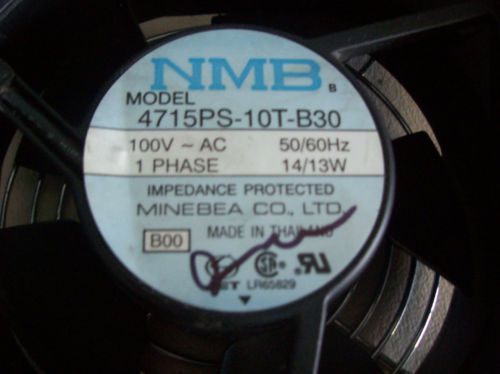 NMB B
MODEL
4715PS-10T-B30
100V ~ AC 50/60Hz
1 PHASE 14/13W
IMPEDANCE PROTECTED
MINEBEA CO., LTD.
B00 MADE IN THAILAND
LR65829